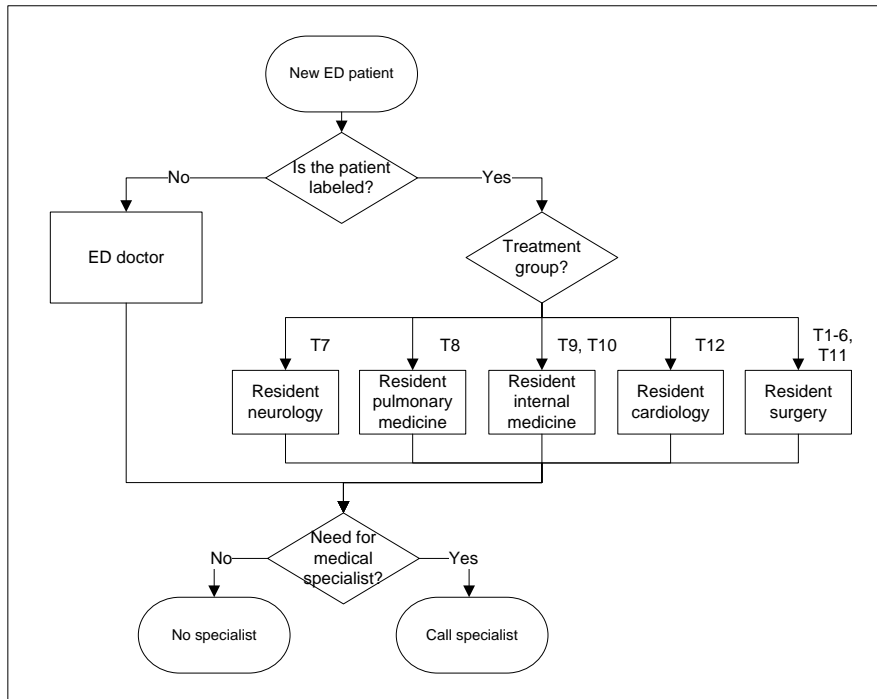 New ED patient
Is the patient
labeled?
No
Yes
ED doctor
Treatment
group?
T7
T8
T9, T10
T12
T1-6,
T11
Resident
neurology
Resident
pulmonary
medicine
Resident
internal
medicine
Resident
cardiology
Resident
surgery
Need for
medical
specialist?
No
Yes
No specialist
Call specialist